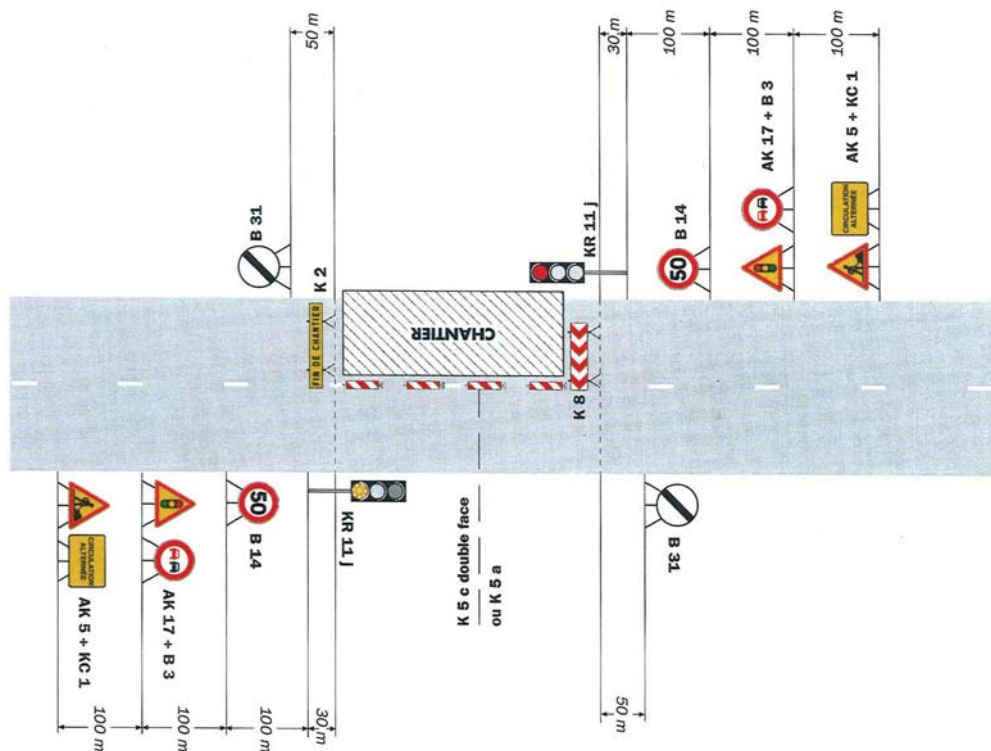 50 m
30 m
100 m
100 m
100 m
B 31
K 2
FIN DE CHANTIER
CHANTIER
K 8
KR 11 j
50
B 14
AK 17 + B 3
CIRCULATION
ALTERNÉE
AK 5 + KC 1
CIRCULATION
ALTERNÉE
AK 5 + KC 1
AK 17 + B 3
50
B 14
KR 11 j
K 5 c double face
ou K 5 a
B 31
100 m
100 m
100 m
30 m
50 m